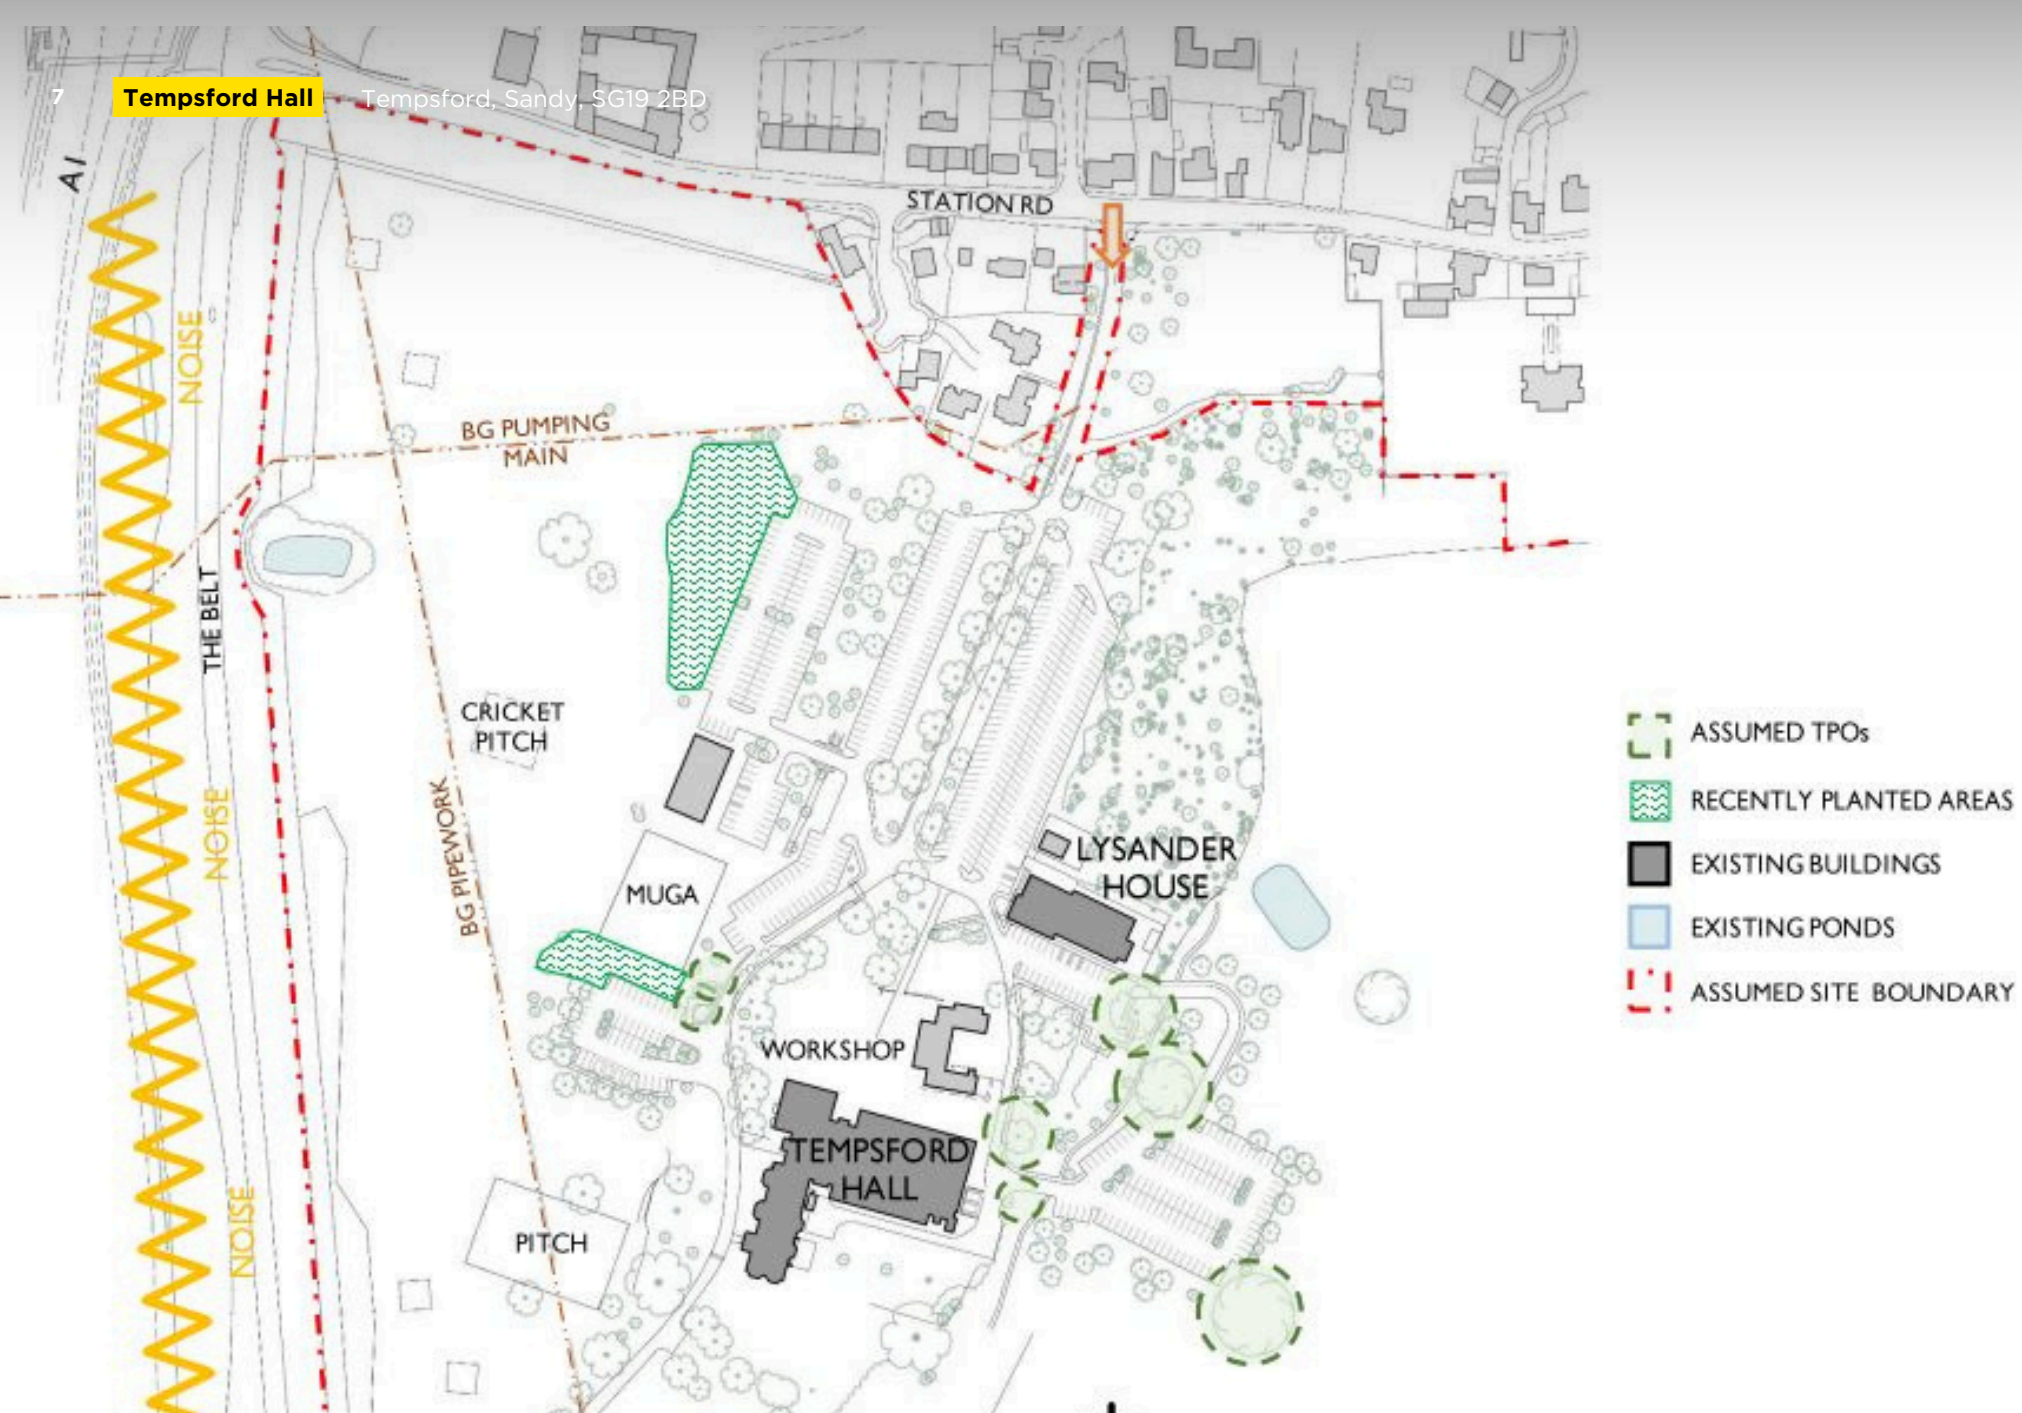 7
Tempsford Hall
Tempsford, Sandy, SG19 2BD
A1
STATION RD
NOISE
BG PUMPING
MAIN
THE BELT
CRICKET
PITCH
BG PIPEWORK
NOISE
MUGA
LYSANDER
HOUSE
WORKSHOP
TEMPSFORD
HALL
NOISE
PITCH
ASSUMED TPOs
RECENTLY PLANTED AREAS
EXISTING BUILDINGS
EXISTING PONDS
ASSUMED SITE BOUNDARY